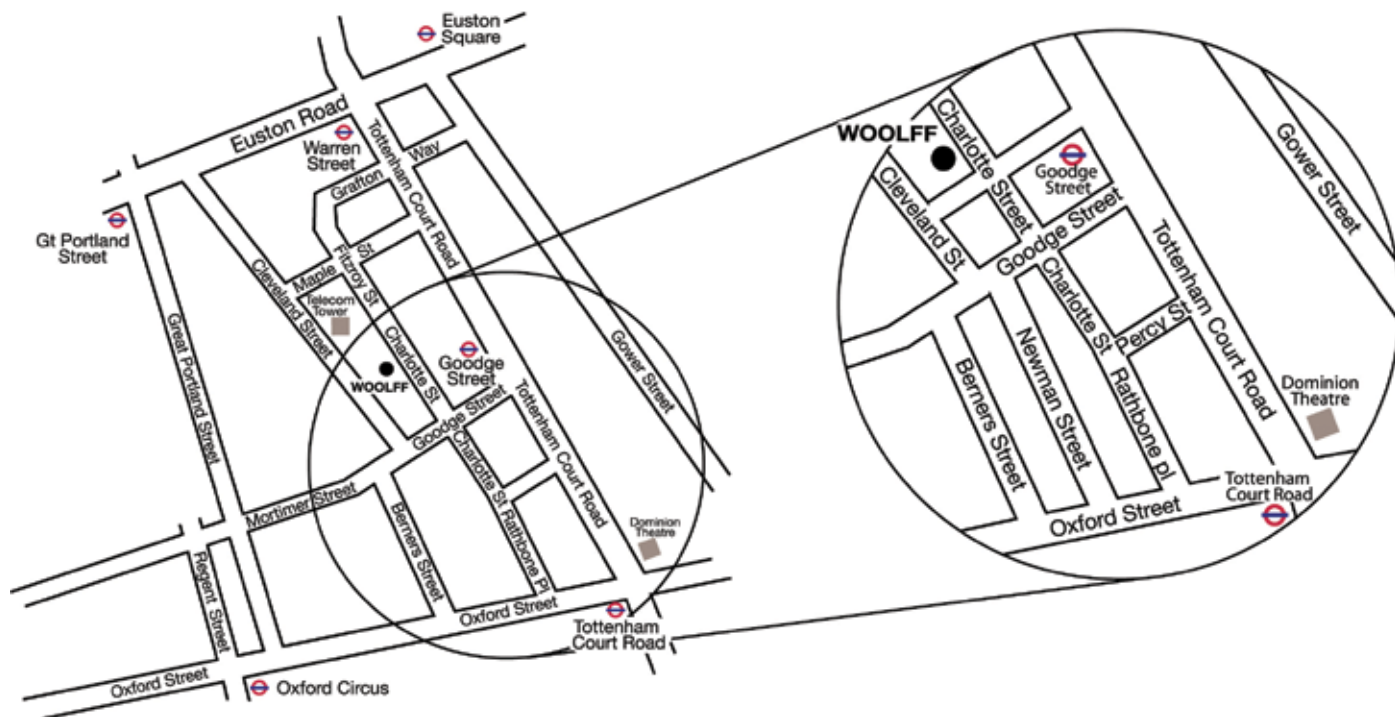 Euston
Square
Euston Road
Warren
Street
Tottenham Court Road
Grafton Way
Gt Portland
Street
Maple St
Fitzroy St
Cleveland Street
Telecom
Tower
Great Portland Street
Charlotte St
WOOLFF
Goodge
Street
Gower Street
Goodge Street
Tottenham Court Road
Charlotte St
Rathbone Pl
Mortimer Street
Berners Street
Dominion
Theatre
Regent Street
Oxford Street
Tottenham
Court Road
Oxford Street
Oxford Circus
WOOLFF
Charlotte Street
Goodge
Street
Gower Street
Cleveland St
Goodge Street
Tottenham Court Road
Charlotte St
Percy St
Berners Street
Newman Street
Rathbone pl
Dominion
Theatre
Tottenham
Court Road
Oxford Street